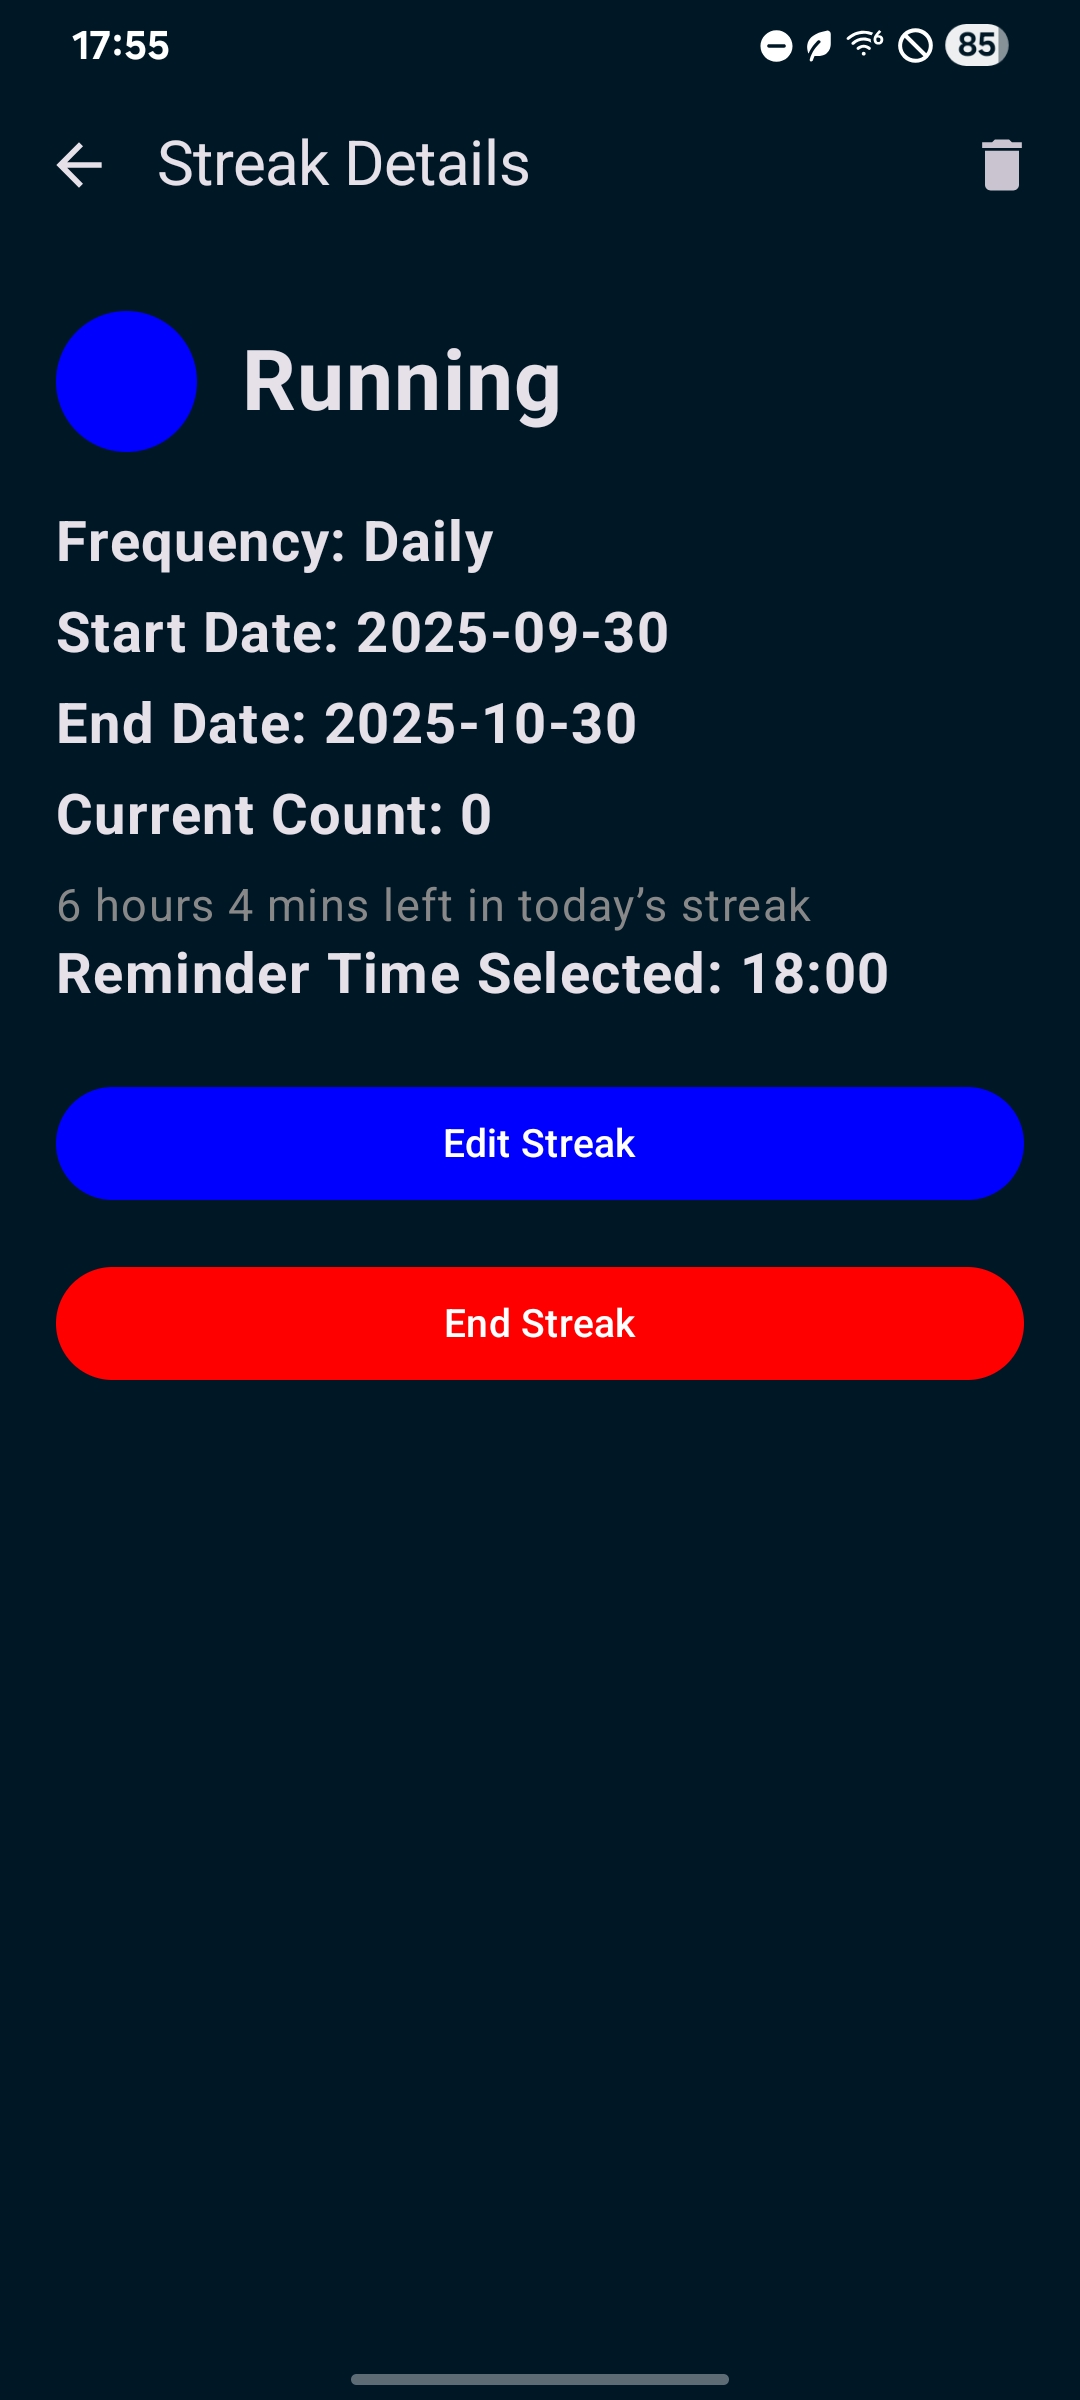 17:55
6
85
Streak Details
Running
Frequency: Daily
Start Date: 2025-09-30
End Date: 2025-10-30
Current Count: 0
6 hours 4 mins left in today’s streak
Reminder Time Selected: 18:00
Edit Streak
End Streak